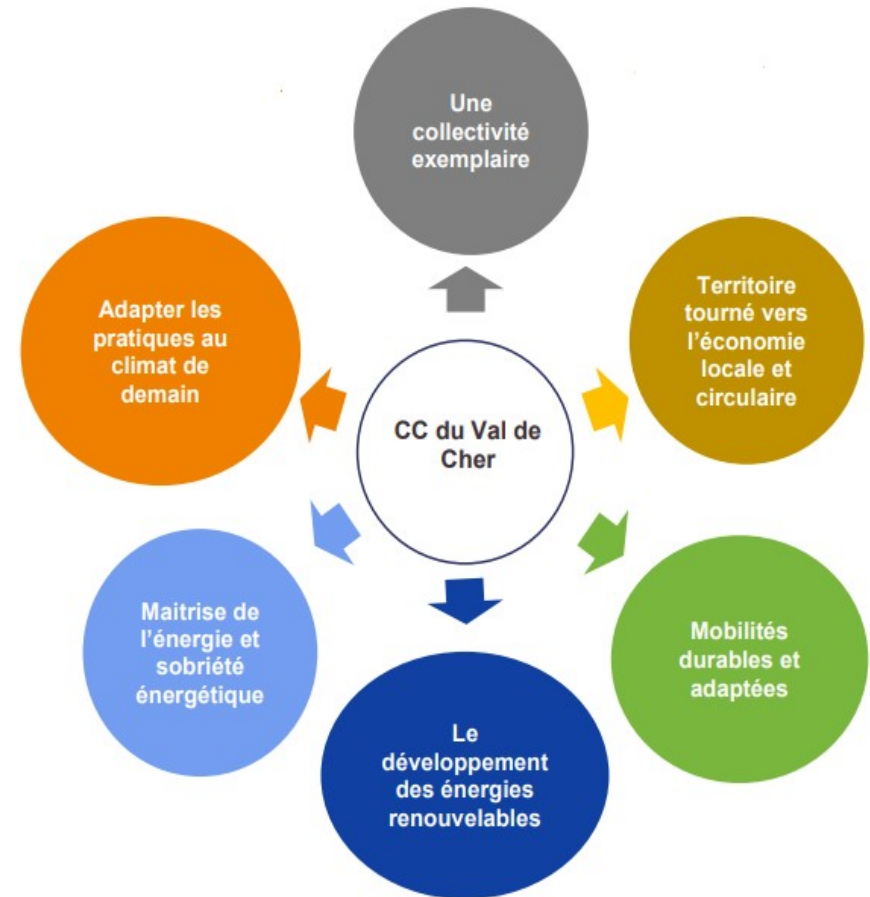 Une
collectivité
exemplaire
Adapter les
pratiques au
climat de
demain
Territoire
tourné vers
l'économie
locale et
circulaire
CC du Val de
Cher
Maitrise de
l'énergie et
sobriété
énergétique
Mobilités
durables et
adaptées
Le
développement
des énergies
renouvelables